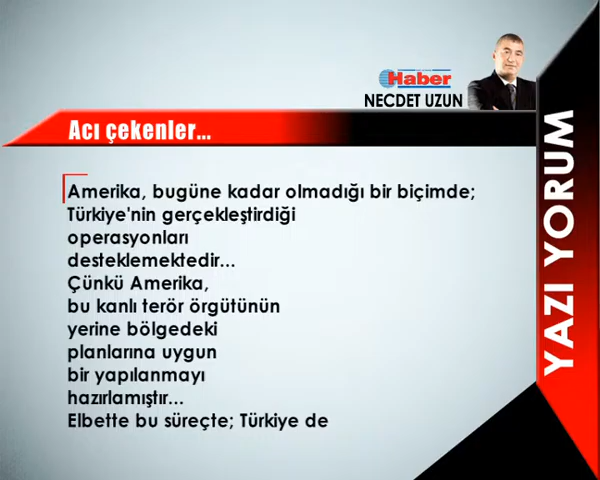 Haber
NECDET UZUN
Acı çekenler...
Amerika, bugüne kadar olmadığı bir biçimde;
Türkiye'nin gerçekleştirdiği
operasyonları
desteklemektedir...
Çünkü Amerika,
bu kanlı terör örgütünün
yerine bölgedeki
planlarına uygun
bir yapılanmayı
hazırlamıştır...
Elbette bu süreçte; Türkiye de
YAZI YORUM